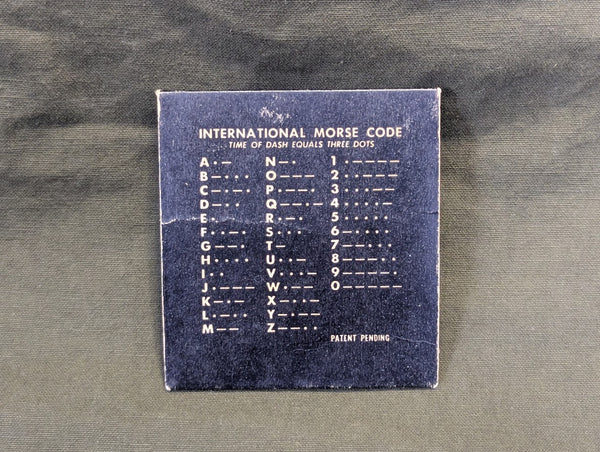 INTERNATIONAL MORSE CODE
TIME OF DASH EQUALS THREE DOTS
A ·— N —· 1 ·————
B —··· O ——— 2 ··———
C —·—· P ·——· 3 ···——
D —·· Q ——·— 4 ····—
E · R ·—· 5 ·····
F ··—· S ··· 6 —····
G ——· T — 7 ——···
H ···· U ··— 8 ———··
I ·· V ···— 9 ————·
J ·——— W ·—— 0 —————
K —·— X —··—
L ·—·· Y —·——
M —— Z ——··
PATENT PENDING